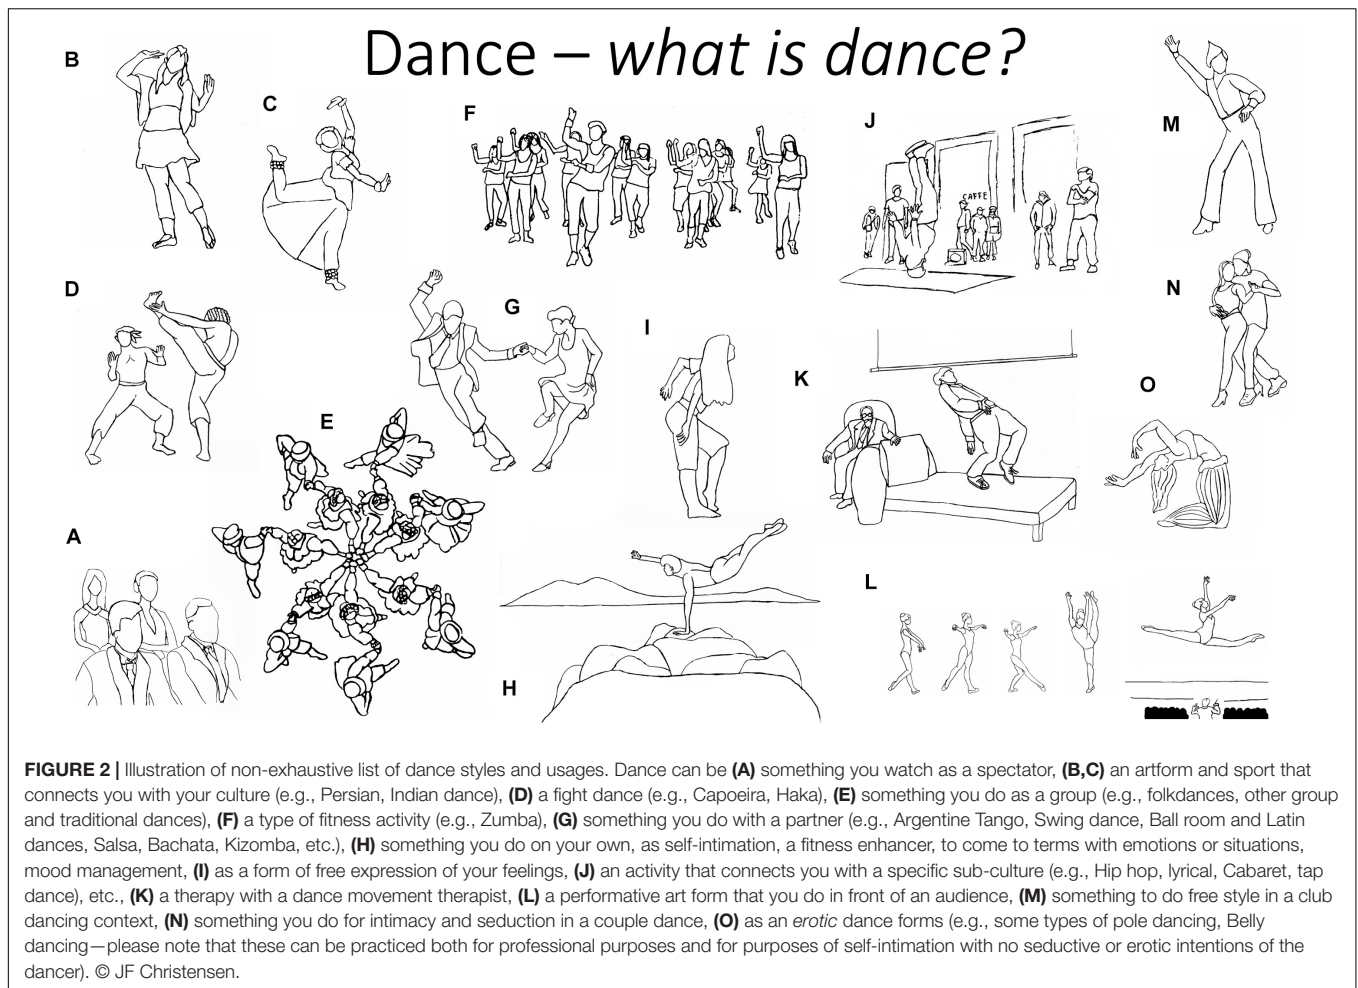 Dance – what is dance?
B
C
F
J
M
D
G
I
N
K
O
E
A
CAFFE
L
H
FIGURE 2 | Illustration of non-exhaustive list of dance styles and usages. Dance can be (A) something you watch as a spectator, (B,C) an artform and sport that
connects you with your culture (e.g., Persian, Indian dance), (D) a fight dance (e.g., Capoeira, Haka), (E) something you do as a group (e.g., folkdances, other group
and traditional dances), (F) a type of fitness activity (e.g., Zumba), (G) something you do with a partner (e.g., Argentine Tango, Swing dance, Ball room and Latin
dances, Salsa, Bachata, Kizomba, etc.), (H) something you do on your own, as self-intimation, a fitness enhancer, to come to terms with emotions or situations,
mood management, (I) as a form of free expression of your feelings, (J) an activity that connects you with a specific sub-culture (e.g., Hip hop, lyrical, Cabaret, tap
dance), etc., (K) a therapy with a dance movement therapist, (L) a performative art form that you do in front of an audience, (M) something to do free style in a club
dancing context, (N) something you do for intimacy and seduction in a couple dance, (O) as an erotic dance forms (e.g., some types of pole dancing, Belly
dancing—please note that these can be practiced both for professional purposes and for purposes of self-intimation with no seductive or erotic intentions of the
dancer). © JF Christensen.